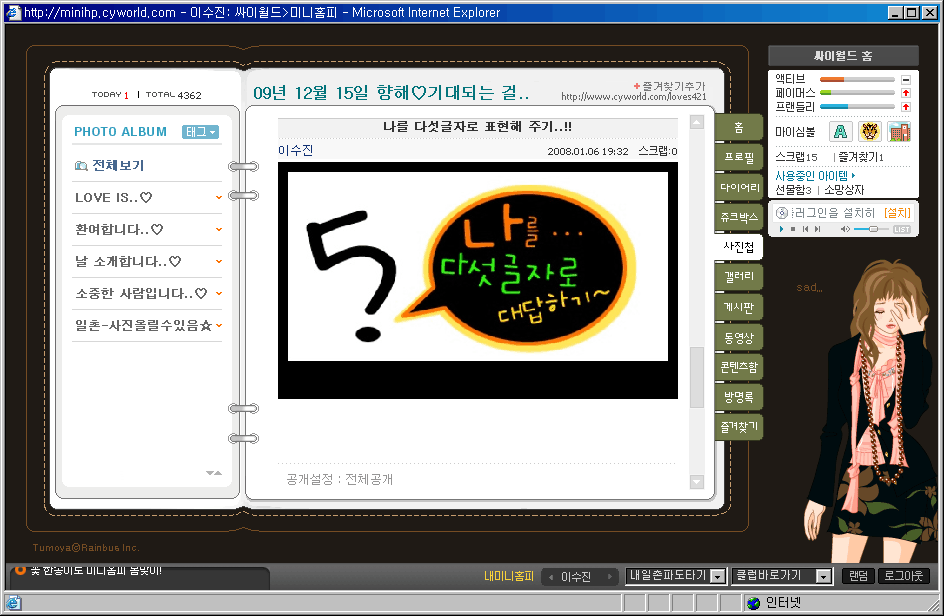 http://minihp.cyworld.com - 이수진: 싸이월드>미니홈피 - Microsoft Internet Explorer
TODAY 1 | TOTAL 4362
PHOTO ALBUM
태그
전체보기
LOVE IS..♡
환여합니다..♡
날 소개합니다..♡
소중한 사람입니다..♡
일촌-사진올릴수있음☆
09년 12월 15일 향해♡기대되는 걸..
+즐겨찾기추가
http://www.cyworld.com/loves421
나를 다섯글자로 표현해 주기..!!
이수진
2008.01.06 19:32 스크랩:0
5?
나를 ...
다섯글자로
대답하기~
공개설정 : 전체공개
홈
프로필
다이어리
쥬크박스
사진첩
갤러리
게시판
동영상
콘텐츠함
방명록
즐겨찾기
싸이월드 홈
액티브
페이머스
프랜들리
마이심볼
A
스크랩15 | 즐겨찾기1
사용중인 아이템
선물함3 | 소망상자
러그인을 설치히 [설치]
LIST
sad...
Tumoya©Rainbus Inc.
꽃 한송이로 미니홈피 봄맞이!
내미니홈피
이수진
내일촌파도타기
클럽바로가기
랜덤
로그아웃
인터넷